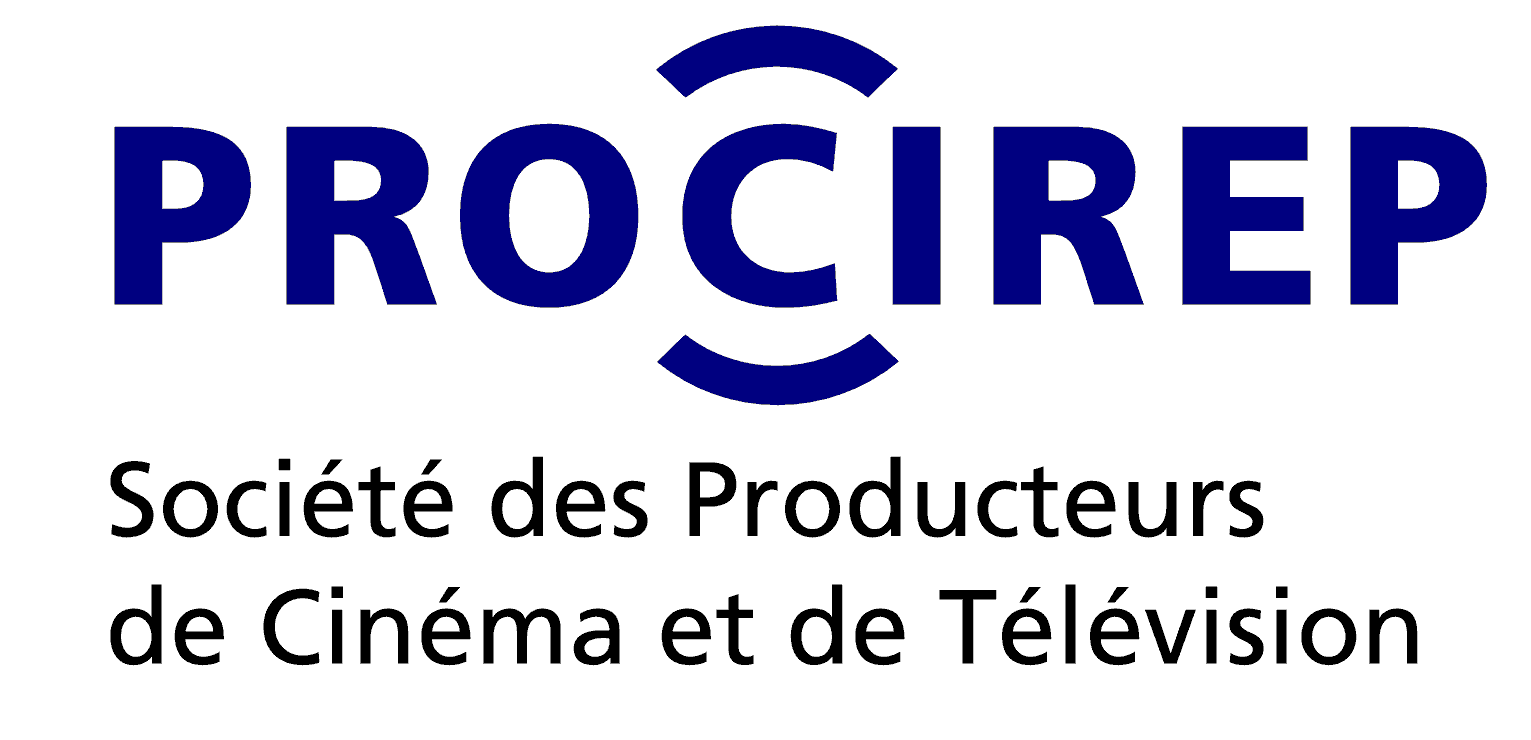 PROCIREP
Société des Producteurs
de Cinéma et de Télévision